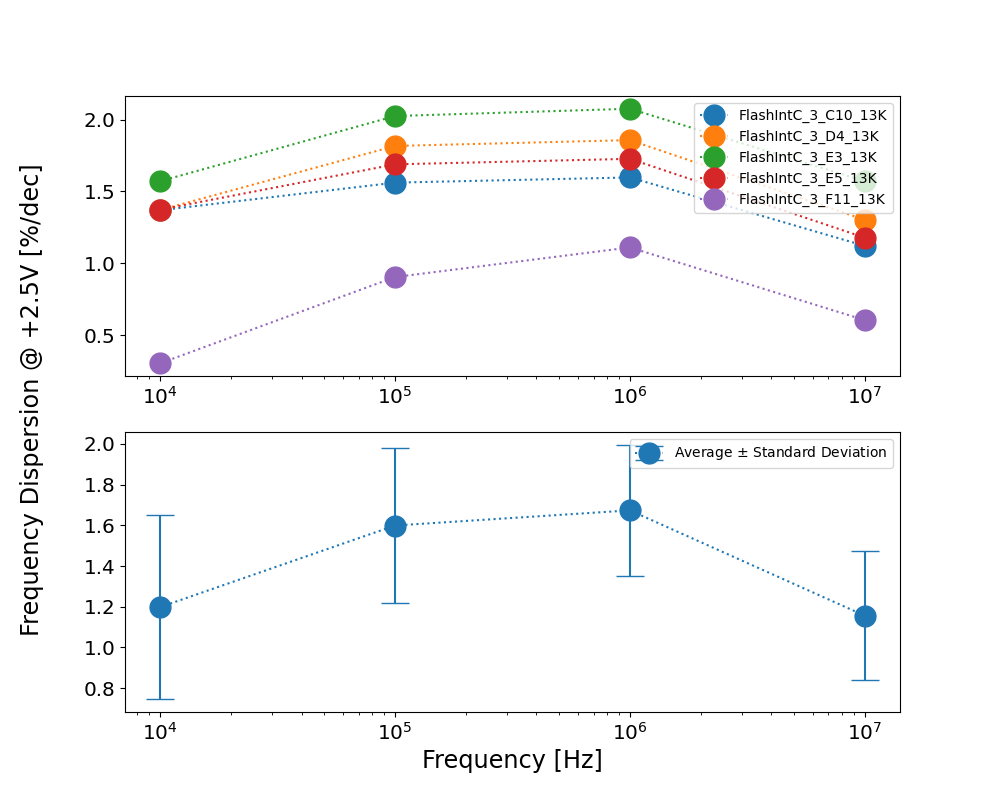 Frequency Dispersion @ +2.5V [%/dec]
2.0
1.5
1.0
0.5
FlashIntC_3_C10_13K
FlashIntC_3_D4_13K
FlashIntC_3_E3_13K
FlashIntC_3_E5_13K
FlashIntC_3_F11_13K
10⁴ 10⁵ 10⁶ 10⁷
2.0
1.8
1.6
1.4
1.2
1.0
0.8
Average ± Standard Deviation
10⁴ 10⁵ 10⁶ 10⁷
Frequency [Hz]